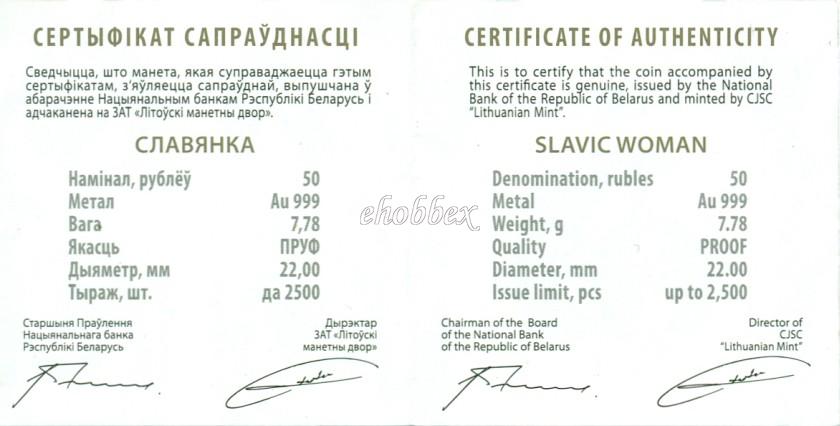 СЕРТЫФІКАТ САПРАЎДНАСЦІ
Сведчыцца, што манета, якая суправаджаецца гэтым
сертыфікатам, з'яўляецца сапраўднай, выпушчана ў
абарачэнне Нацыянальным банкам Рэспублікі Беларусь і
адчаканена на ЗАТ «Літоўскі манетны двор».
СЛАВЯНКА
Намінал, рублёў 50
Метал Au 999
Вага 7,78
Якасць ПРУФ
Дыяметр, мм 22,00
Тыраж, шт. да 2500
Старшыня Праўлення
Нацыянальнага банка
Рэспублікі Беларусь
Дырэктар
ЗАТ «Літоўскі
манетны двор»
CERTIFICATE OF AUTHENTICITY
This is to certify that the coin accompanied by
this certificate is genuine, issued by the National
Bank of the Republic of Belarus and minted by CJSC
“Lithuanian Mint”.
SLAVIC WOMAN
Denomination, rubles 50
Metal Au 999
Weight, g 7.78
Quality PROOF
Diameter, mm 22.00
Issue limit, pcs up to 2,500
Chairman of the Board
of the National Bank
of the Republic of Belarus
Director of
CJSC
“Lithuanian Mint”
ehobbex